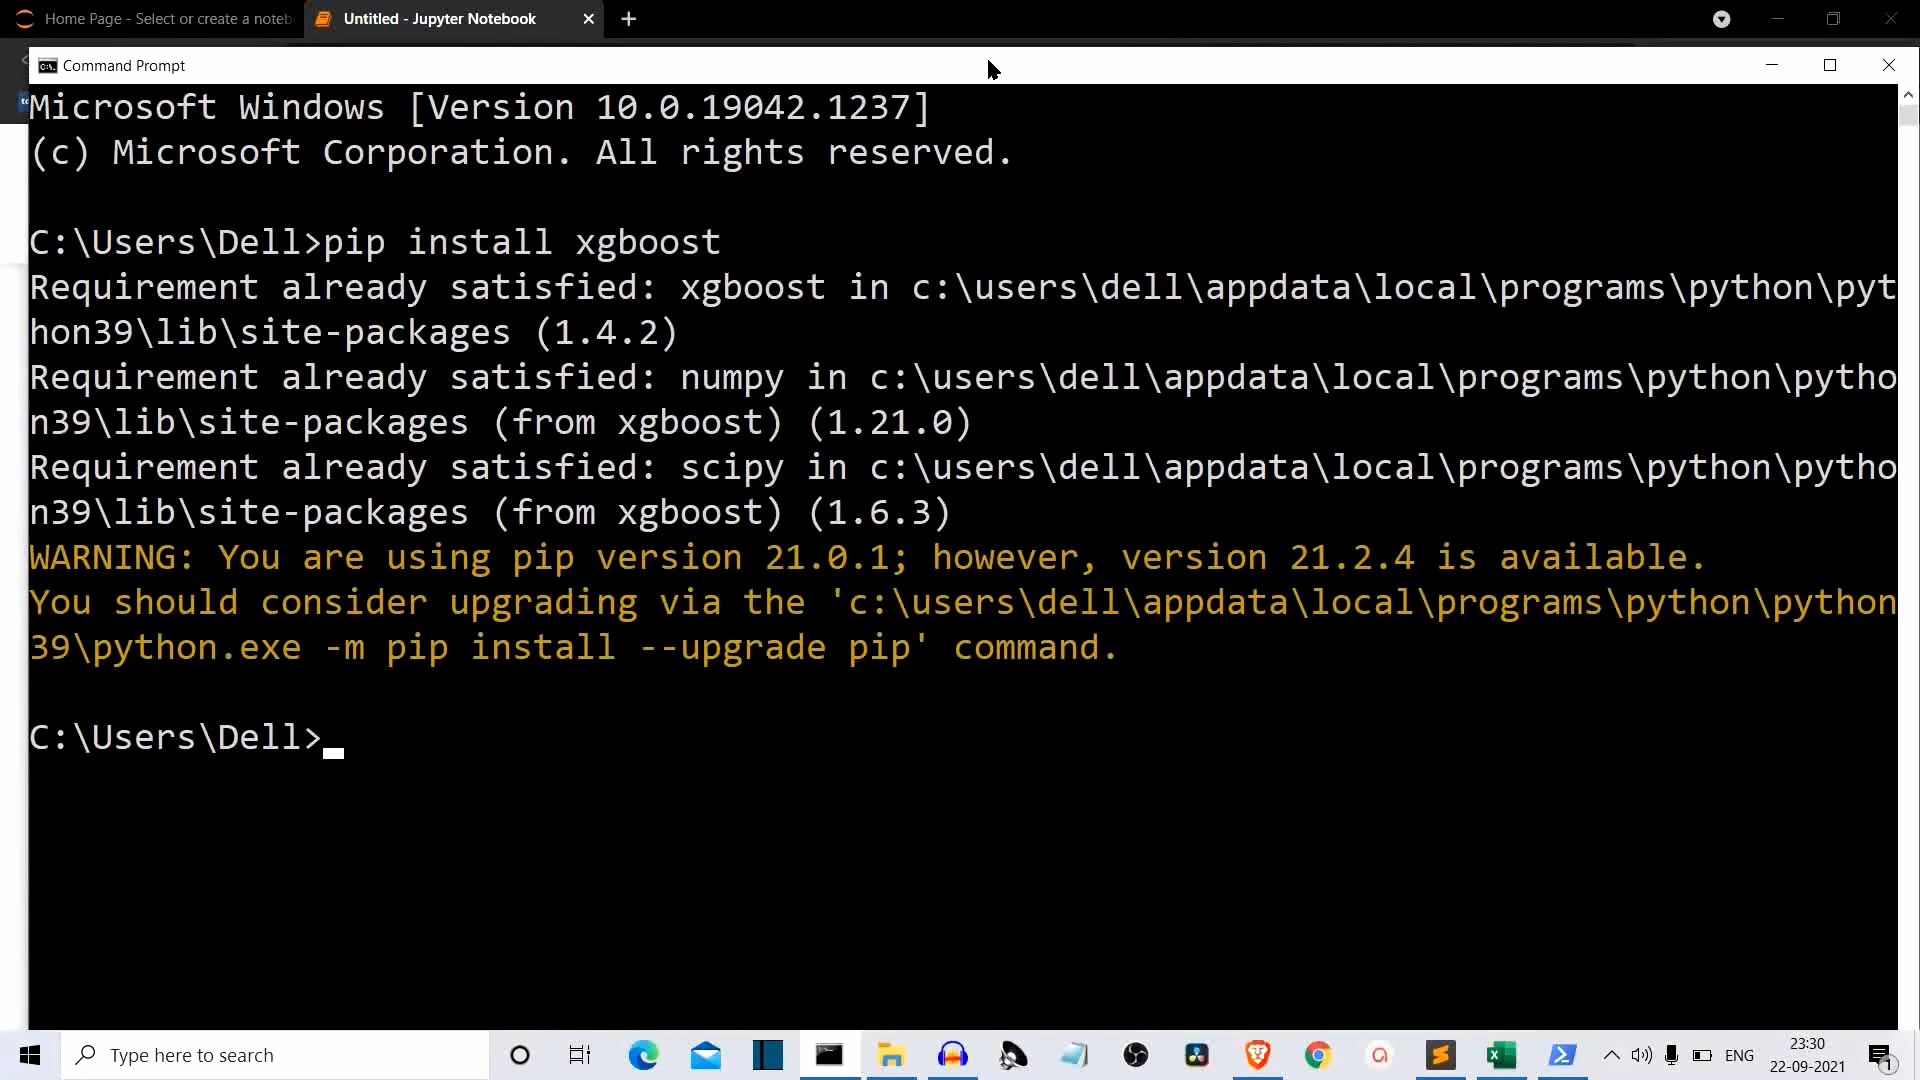 Home Page - Select or create a noteb
Untitled - Jupyter Notebook
Command Prompt
Microsoft Windows [Version 10.0.19042.1237]
(c) Microsoft Corporation. All rights reserved.
C:\Users\Dell>pip install xgboost
Requirement already satisfied: xgboost in c:\users\dell\appdata\local\programs\python\pyt
hon39\lib\site-packages (1.4.2)
Requirement already satisfied: numpy in c:\users\dell\appdata\local\programs\python\pytho
n39\lib\site-packages (from xgboost) (1.21.0)
Requirement already satisfied: scipy in c:\users\dell\appdata\local\programs\python\pytho
n39\lib\site-packages (from xgboost) (1.6.3)
WARNING: You are using pip version 21.0.1; however, version 21.2.4 is available.
You should consider upgrading via the 'c:\users\dell\appdata\local\programs\python\python
39\python.exe -m pip install --upgrade pip' command.
C:\Users\Dell>
Type here to search
ENG
23:30
22-09-2021
1